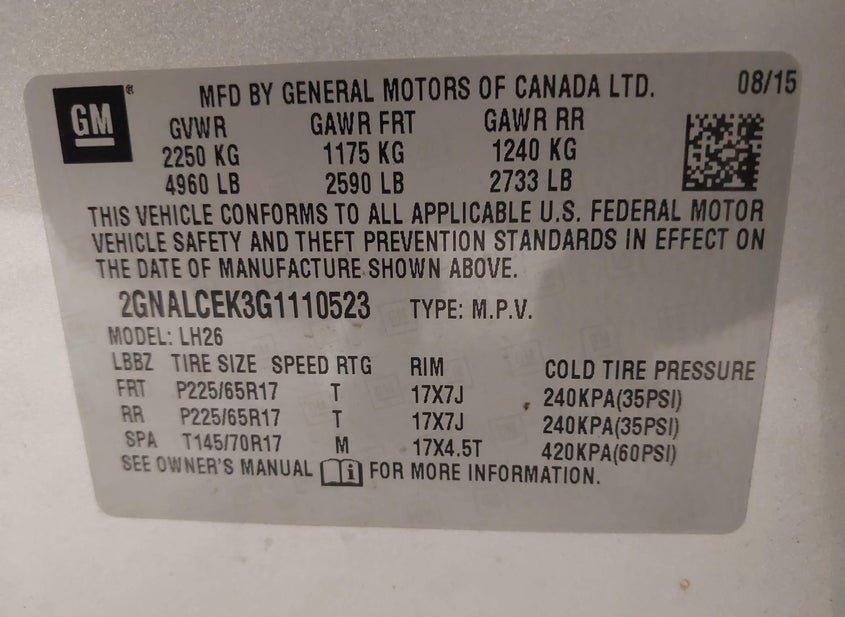 GM ® MFD BY GENERAL MOTORS OF CANADA LTD. 08/15
GVWR GAWR FRT GAWR RR
2250 KG 1175 KG 1240 KG
4960 LB 2590 LB 2733 LB
THIS VEHICLE CONFORMS TO ALL APPLICABLE U.S. FEDERAL MOTOR
VEHICLE SAFETY AND THEFT PREVENTION STANDARDS IN EFFECT ON
THE DATE OF MANUFACTURE SHOWN ABOVE.
2GNALCEK3G1110523 TYPE: M.P.V.
MODEL: LH26
LBBZ TIRE SIZE SPEED RTG RIM COLD TIRE PRESSURE
FRT P225/65R17 T 17X7J 240KPA(35PSI)
RR P225/65R17 T 17X7J 240KPA(35PSI)
SPA T145/70R17 M 17X4.5T 420KPA(60PSI)
SEE OWNER'S MANUAL i FOR MORE INFORMATION.